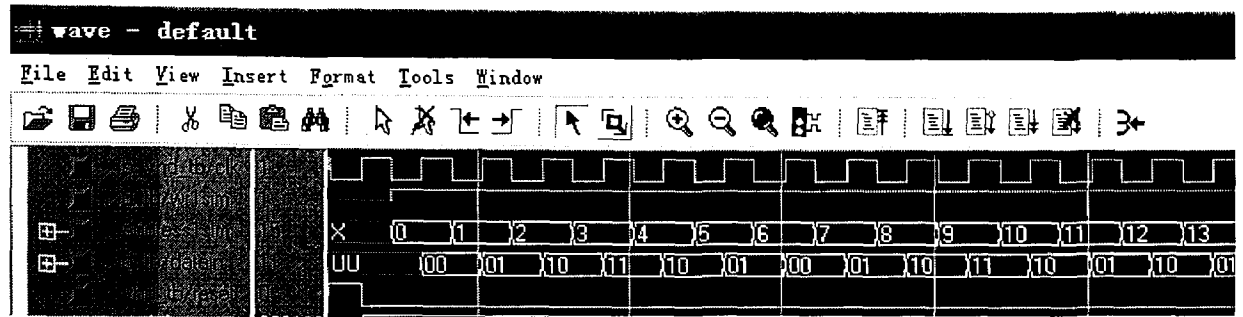 wave - default
File Edit View Insert Format Tools Window
X 0 1 2 3 4 5 6 7 8 9 10 11 12 13
UU 00 01 10 11 10 01 00 01 10 11 10 01 10 01